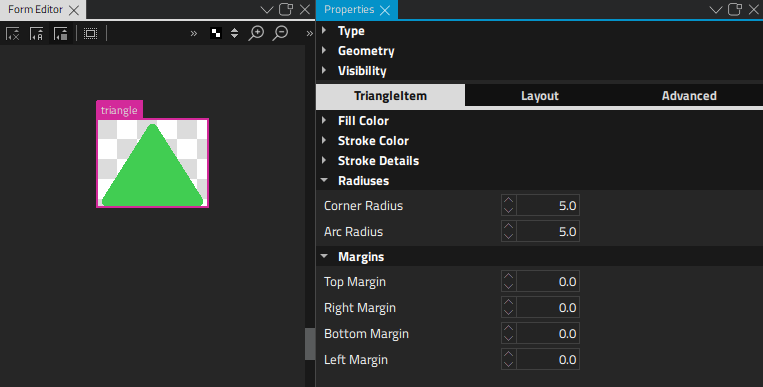 Form Editor
Properties
» »
triangle
Type
Geometry
Visibility
TriangleItem Layout Advanced
Fill Color
Stroke Color
Stroke Details
Radiuses
Corner Radius 5.0
Arc Radius 5.0
Margins
Top Margin 0.0
Right Margin 0.0
Bottom Margin 0.0
Left Margin 0.0